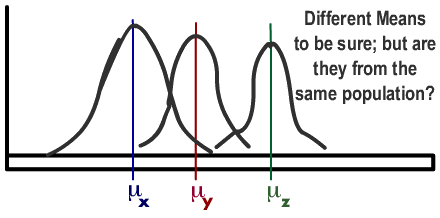 Different Means
to be sure; but are
they from the
same population?
μx μy μz